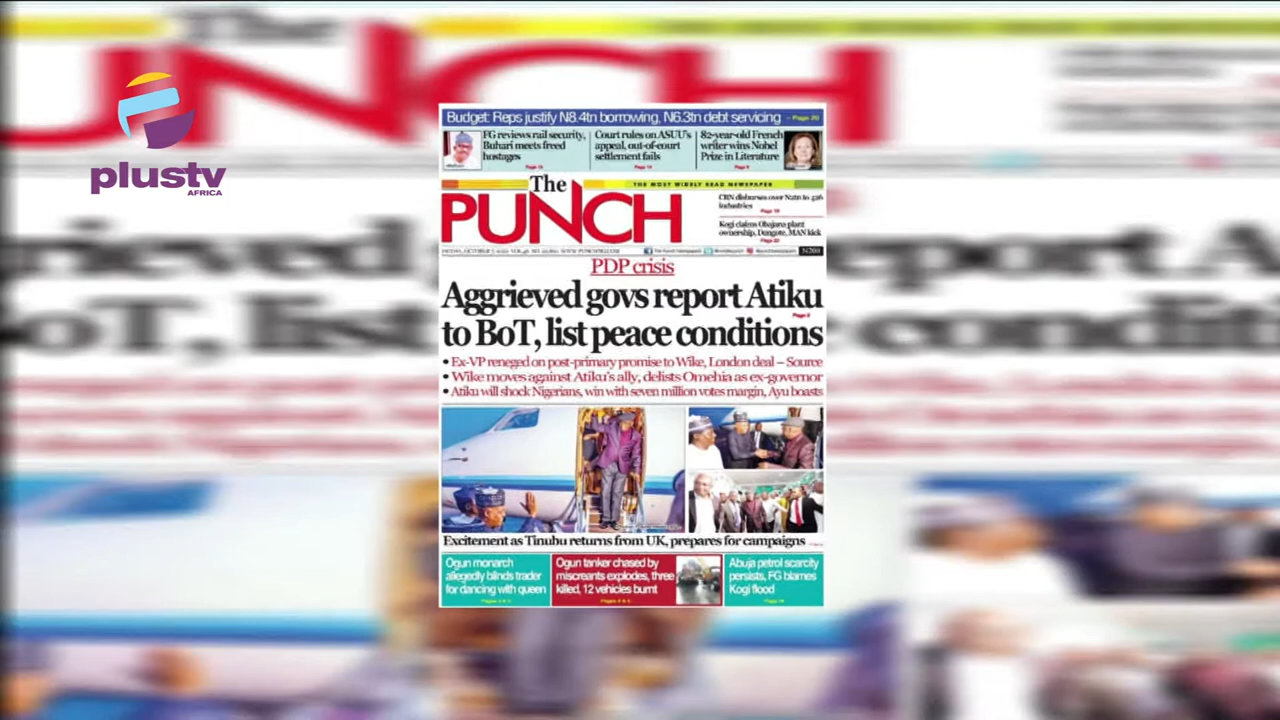 plustv
AFRICA
Budget: Reps justify N8.4tn borrowing, N6.3tn debt servicing - Page 20
FG reviews rail security,
Buhari meets freed
hostages
Court rules on ASUU's
appeal, out-of-court
settlement fails
82-year-old French
writer wins Nobel
Prize in Literature
The
PUNCH
THE MOST WIDELY READ NEWSPAPER
industries
Kogi claims Obajana plant
ownership, Dangote, MAN kick
Page 22
N200
PDP crisis
Aggrieved govs report Atiku
to BoT, list peace conditions
• Ex-VP reneged on post-primary promise to Wike, London deal – Source
• Wike moves against Atiku's ally, delists Omehia as ex-governor
• Atiku will shock Nigerians, win with seven million votes margin, Ayu boasts
Excitement as Tinubu returns from UK, prepares for campaigns
Ogun monarch
allegedly blinds trader
for dancing with queen
Ogun tanker chased by
miscreants explodes, three
killed, 12 vehicles burnt
Abuja petrol scarcity
persists, FG blames
Kogi flood